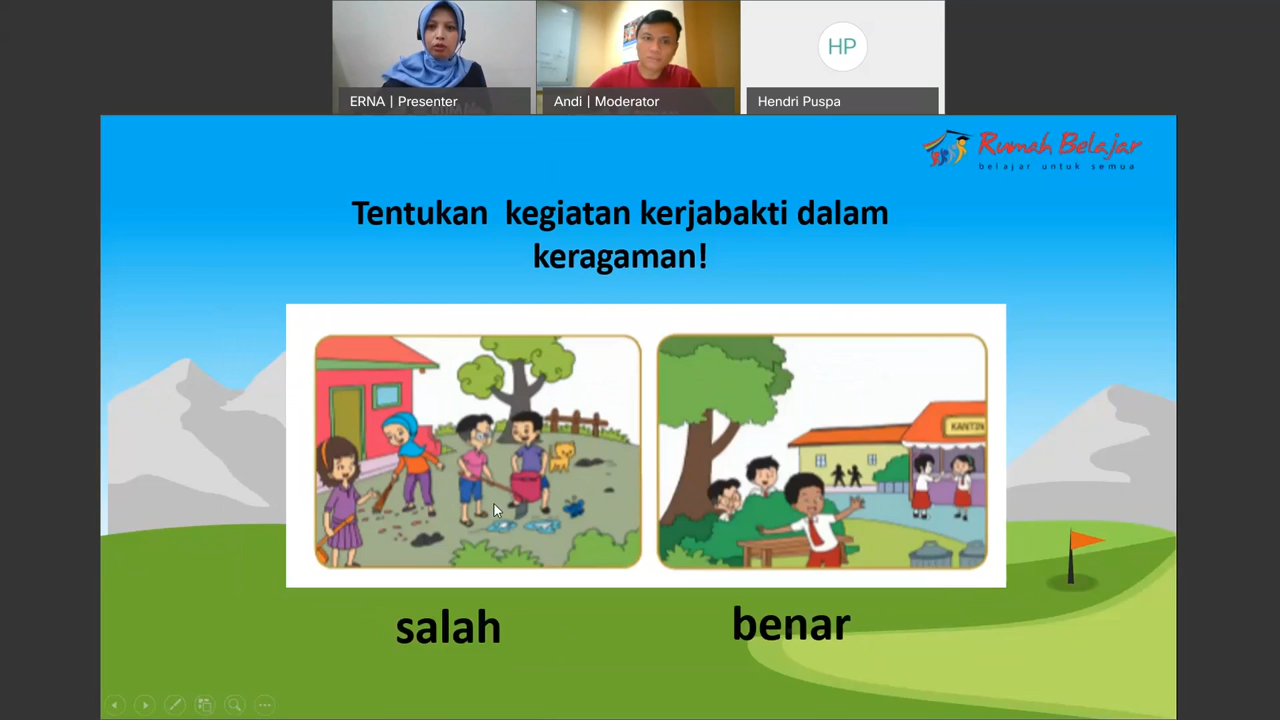 ERNA | Presenter
Andi | Moderator
HP
Hendri Puspa
Rumah Belajar
belajar untuk semua
Tentukan kegiatan kerjabakti dalam
keragaman!
KANTIN
salah
benar